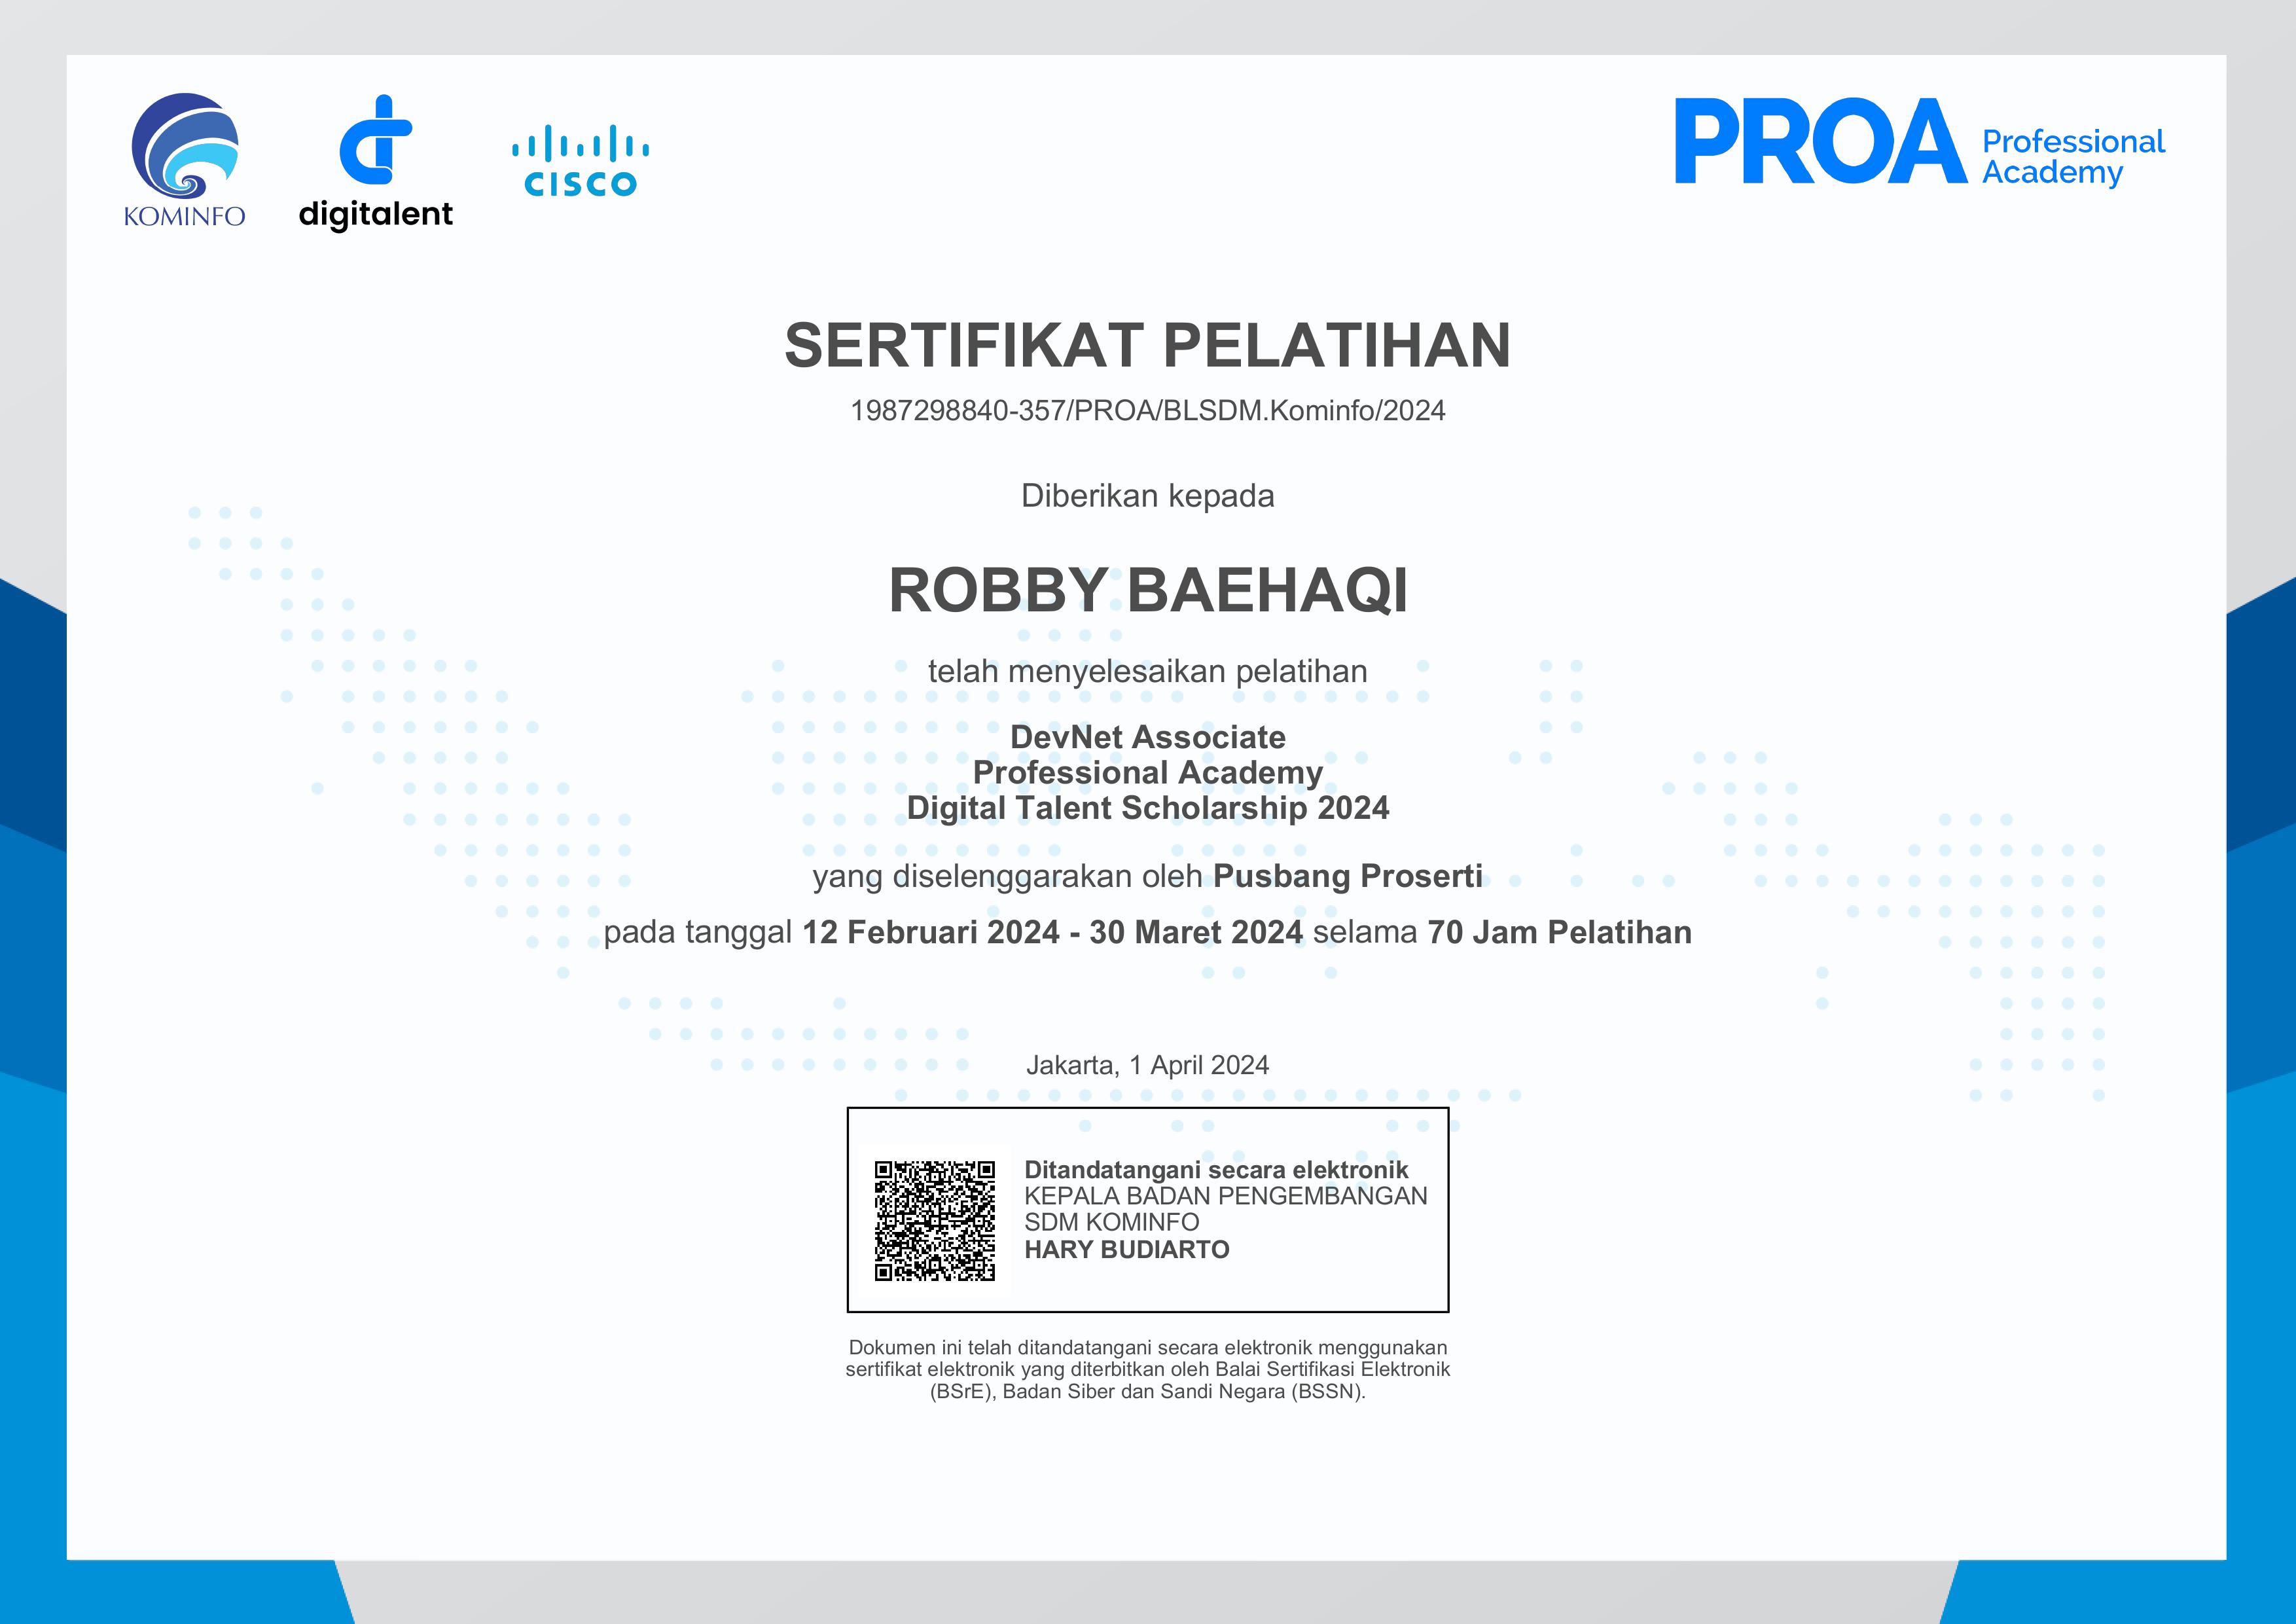 KOMINFO
digitalent
CISCO
PROA Professional
Academy
SERTIFIKAT PELATIHAN
1987298840-357/PROA/BLSDM.Kominfo/2024
Diberikan kepada
ROBBY BAEHAQI
telah menyelesaikan pelatihan
DevNet Associate
Professional Academy
Digital Talent Scholarship 2024
yang diselenggarakan oleh Pusbang Proserti
pada tanggal 12 Februari 2024 - 30 Maret 2024 selama 70 Jam Pelatihan
Jakarta, 1 April 2024
Ditandatangani secara elektronik
KEPALA BADAN PENGEMBANGAN
SDM KOMINFO
HARY BUDIARTO
Dokumen ini telah ditandatangani secara elektronik menggunakan
sertifikat elektronik yang diterbitkan oleh Balai Sertifikasi Elektronik
(BSrE), Badan Siber dan Sandi Negara (BSSN).